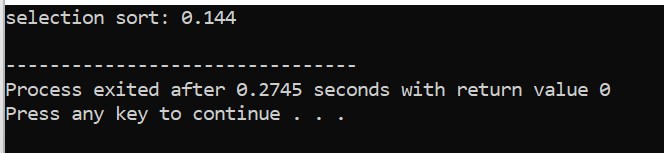 selection sort: 0.144
--------------------------------
Process exited after 0.2745 seconds with return value 0
Press any key to continue . . .